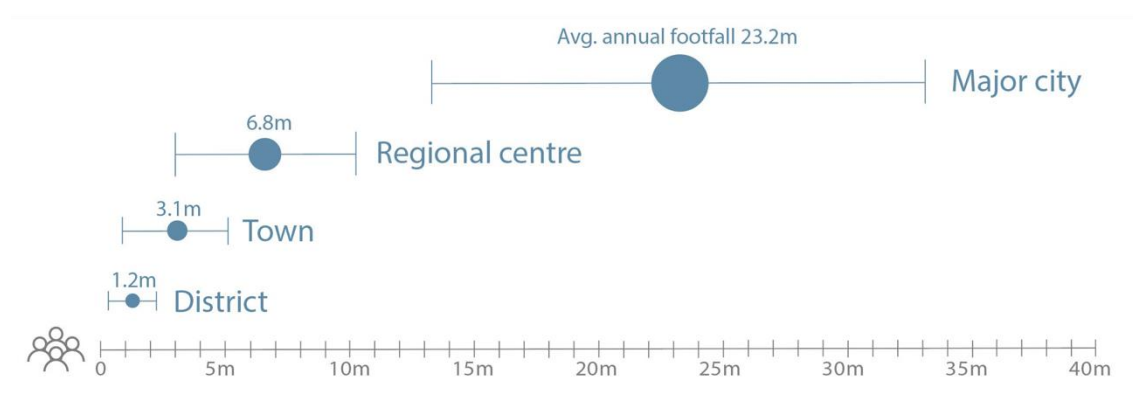 Avg. annual footfall 23.2m
Major city
6.8m
Regional centre
3.1m
Town
1.2m
District
0 5m 10m 15m 20m 25m 30m 35m 40m